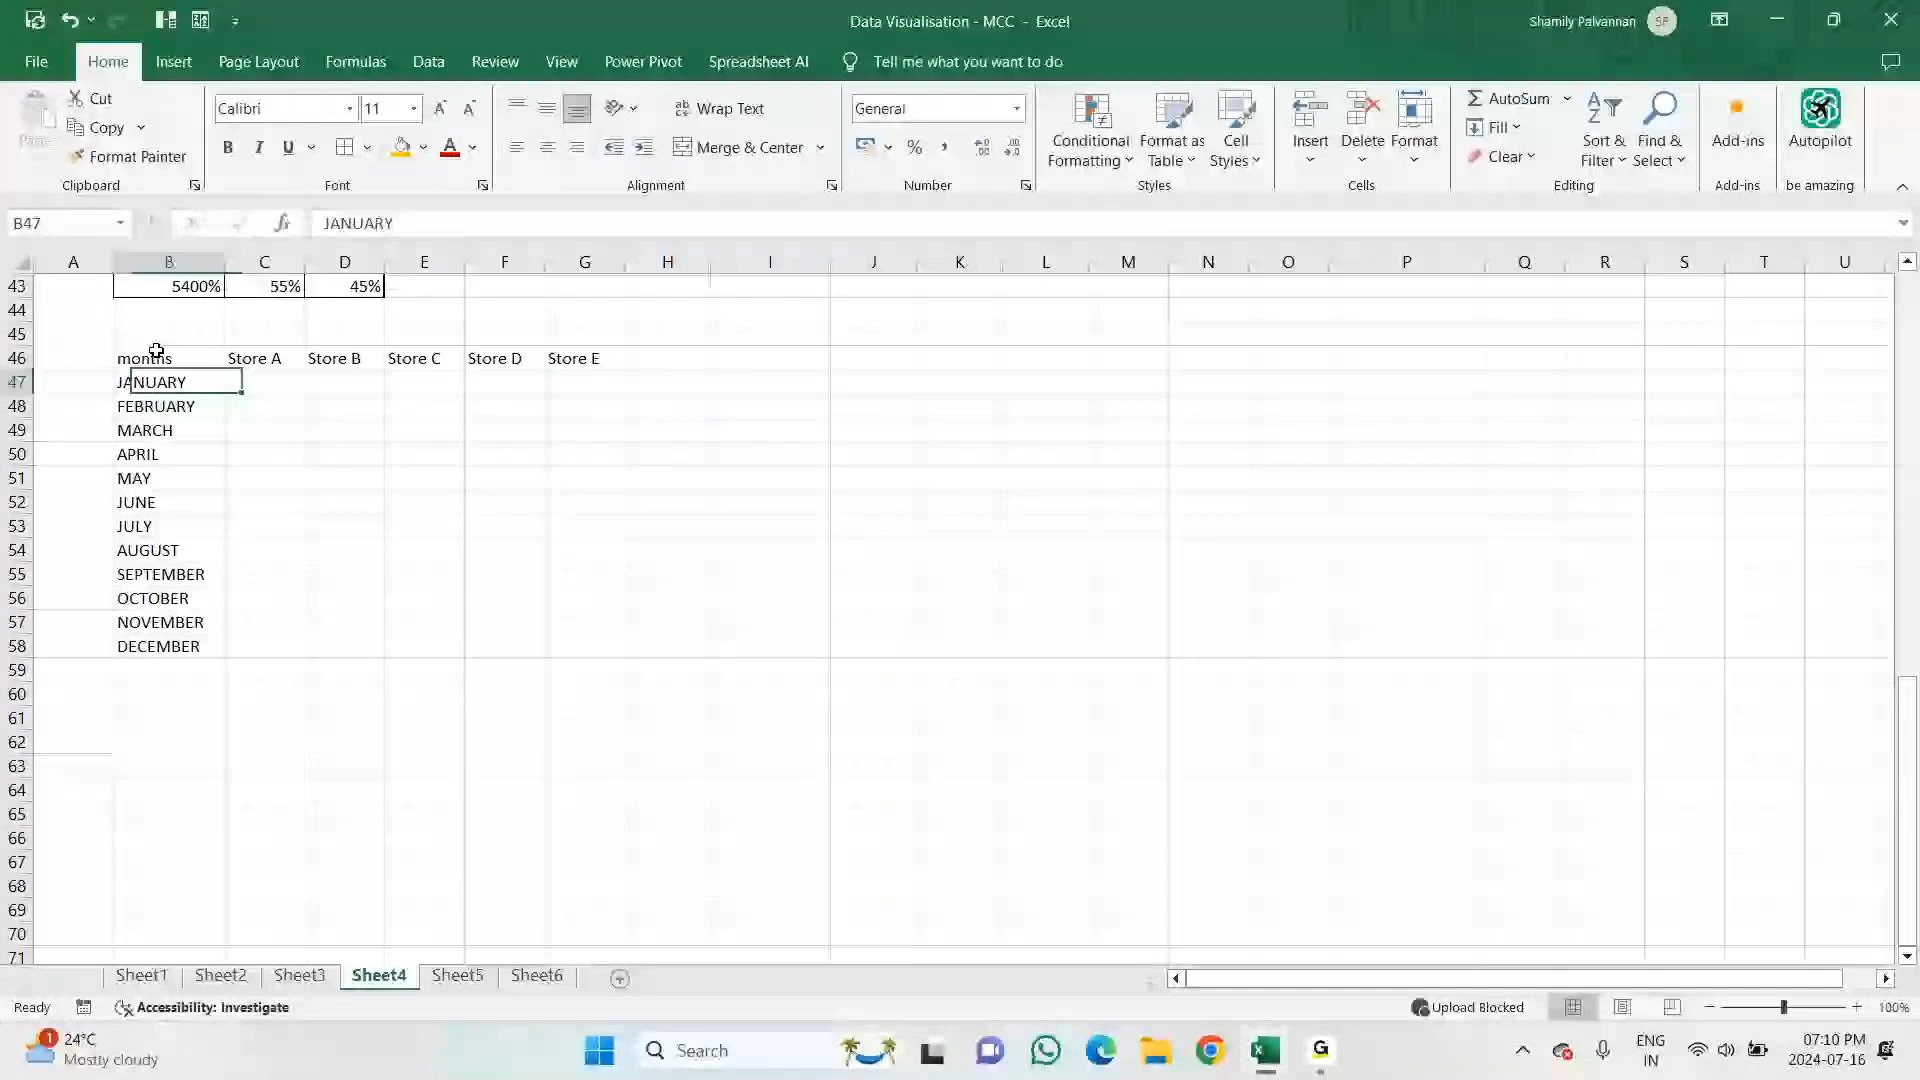 Data Visualisation - MCC - Excel
Shamily Palvannan
SF
File Home Insert Page Layout Formulas Data Review View Power Pivot Spreadsheet AI Tell me what you want to do
Cut
Copy
Format Painter
Clipboard
Calibri 11
B I U A
Font
Wrap Text
Merge & Center
Alignment
General
%
Number
Conditional Formatting
Format as Table
Cell Styles
Styles
Insert Delete Format
Cells
AutoSum
Fill
Clear
Sort & Filter
Find & Select
Editing
Add-ins
Add-ins
Autopilot
be amazing
B47 fx JANUARY
A B C D E F G H I J K L M N O P Q R S T U
43 5400% 55% 45%
44
45
46 months Store A Store B Store C Store D Store E
47 JANUARY
48 FEBRUARY
49 MARCH
50 APRIL
51 MAY
52 JUNE
53 JULY
54 AUGUST
55 SEPTEMBER
56 OCTOBER
57 NOVEMBER
58 DECEMBER
59
60
61
62
63
64
65
66
67
68
69
70
71
Sheet1 Sheet2 Sheet3 Sheet4 Sheet5 Sheet6
Ready Accessibility: Investigate Upload Blocked 100%
1 24°C
Mostly cloudy
Search
ENG
IN
07:10 PM
2024-07-16